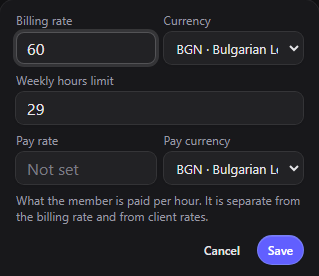 Billing rate
Currency
60
BGN · Bulgarian Le
Weekly hours limit
29
Pay rate
Pay currency
Not set
BGN · Bulgarian Le
What the member is paid per hour. It is separate from
the billing rate and from client rates.
Cancel
Save